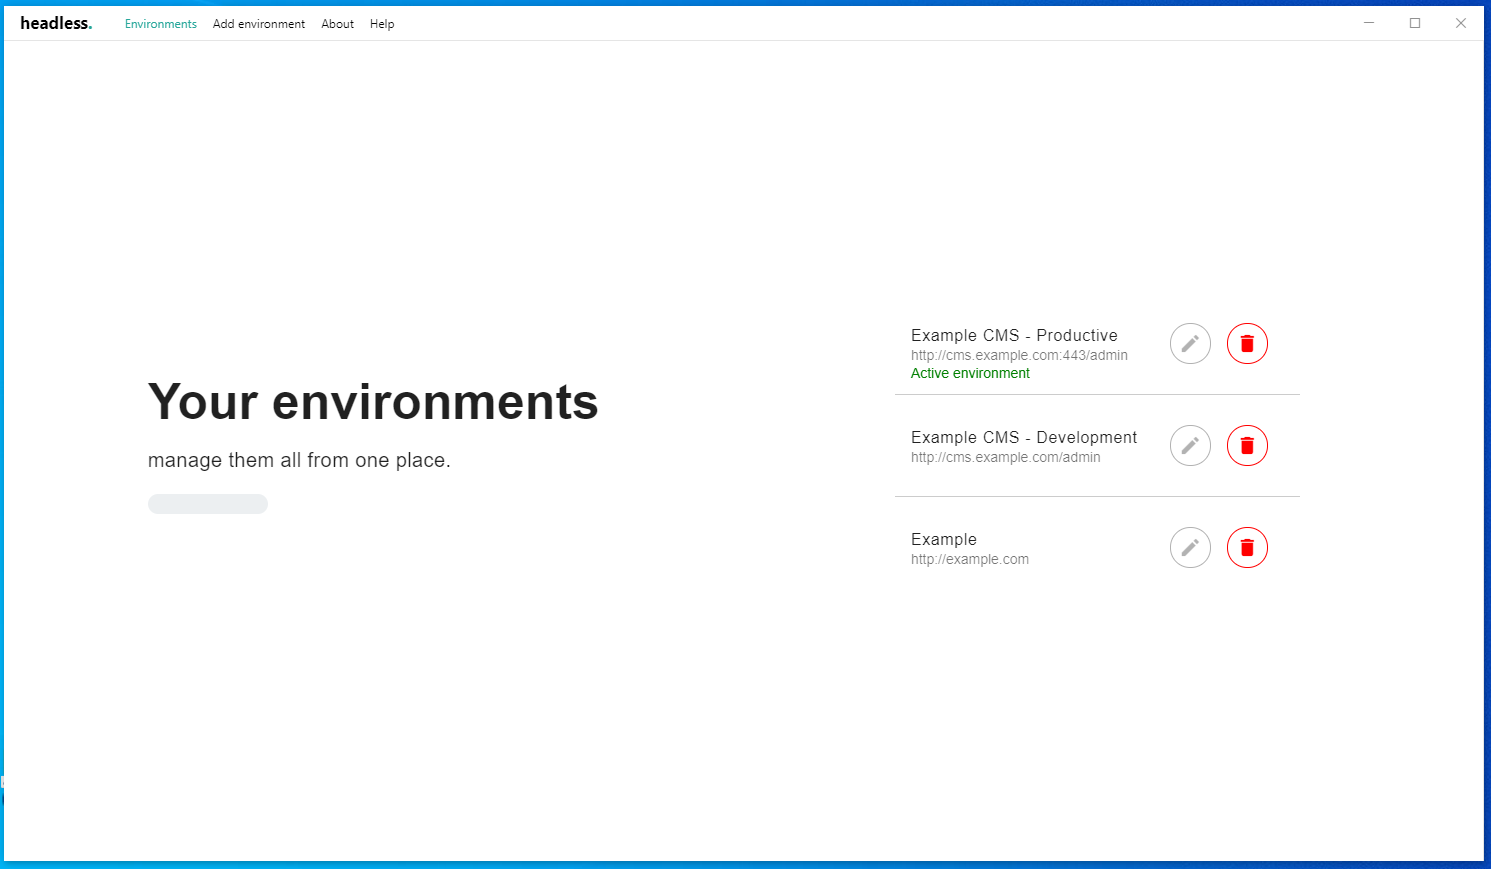 headless. Environments Add environment About Help
Your environments
manage them all from one place.
Example CMS - Productive
http://cms.example.com:443/admin
Active environment
Example CMS - Development
http://cms.example.com/admin
Example
http://example.com